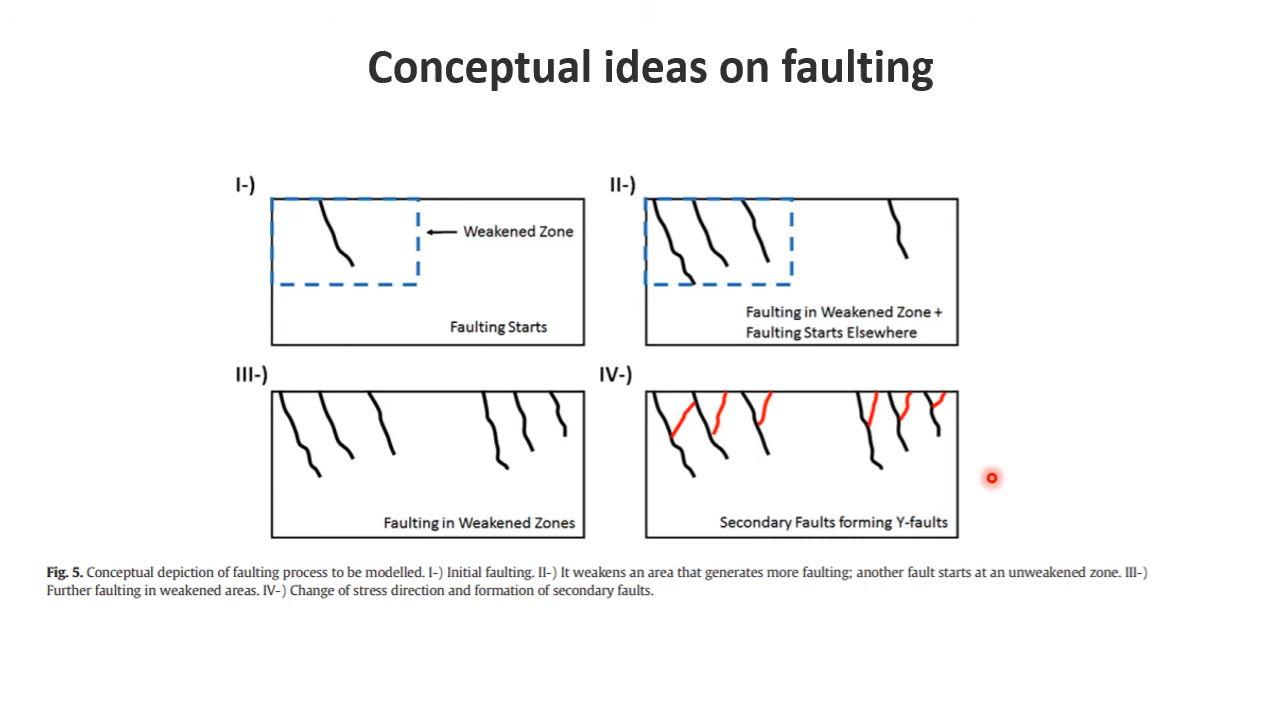 Conceptual ideas on faulting
I-)
Weakened Zone
Faulting Starts
II-)
Faulting in Weakened Zone +
Faulting Starts Elsewhere
III-)
Faulting in Weakened Zones
IV-)
Secondary Faults forming Y-faults
Fig. 5. Conceptual depiction of faulting process to be modelled. I-) Initial faulting. II-) It weakens an area that generates more faulting; another fault starts at an unweakened zone. III-)
Further faulting in weakened areas. IV-) Change of stress direction and formation of secondary faults.